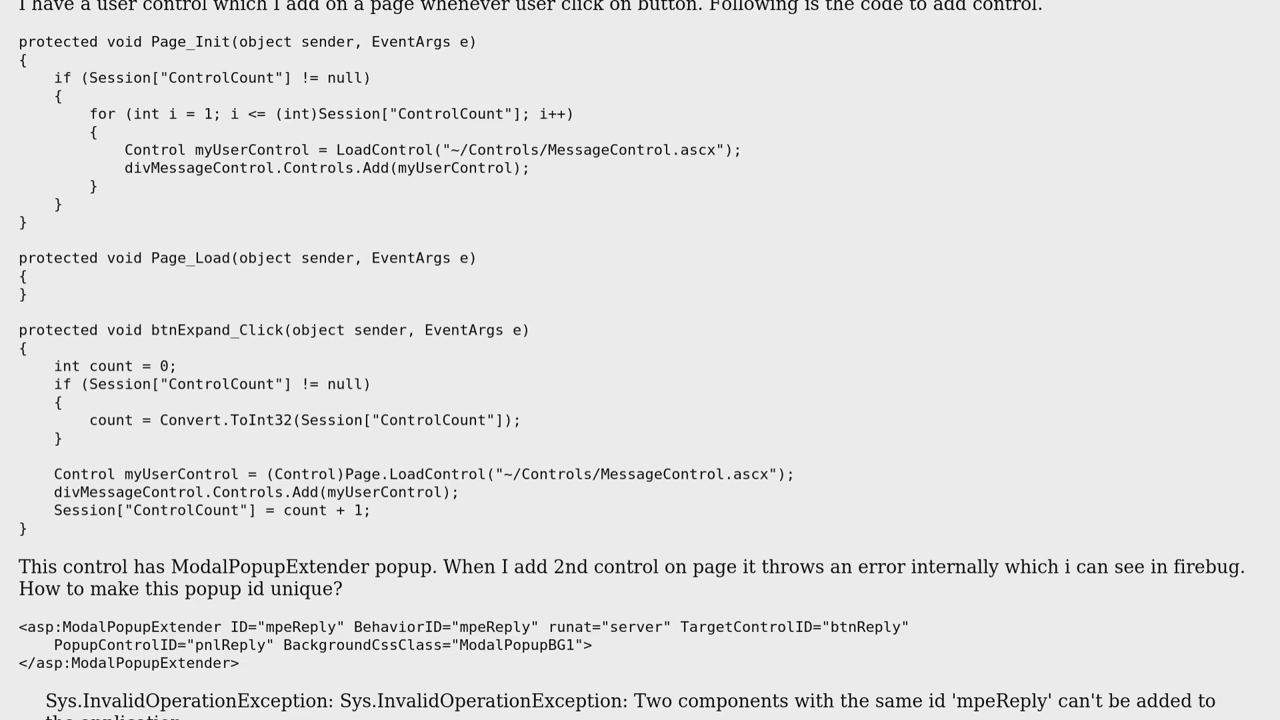 I have a user control which I add on a page whenever user click on button. Following is the code to add control.
protected void Page_Init(object sender, EventArgs e)
{
    if (Session["ControlCount"] != null)
    {
        for (int i = 1; i <= (int)Session["ControlCount"]; i++)
        {
            Control myUserControl = LoadControl("~/Controls/MessageControl.ascx");
            divMessageControl.Controls.Add(myUserControl);
        }
    }
}
protected void Page_Load(object sender, EventArgs e)
{
}
protected void btnExpand_Click(object sender, EventArgs e)
{
    int count = 0;
    if (Session["ControlCount"] != null)
    {
        count = Convert.ToInt32(Session["ControlCount"]);
    }
    Control myUserControl = (Control)Page.LoadControl("~/Controls/MessageControl.ascx");
    divMessageControl.Controls.Add(myUserControl);
    Session["ControlCount"] = count + 1;
}
This control has ModalPopupExtender popup. When I add 2nd control on page it throws an error internally which i can see in firebug.
How to make this popup id unique?
<asp:ModalPopupExtender ID="mpeReply" BehaviorID="mpeReply" runat="server" TargetControlID="btnReply"
    PopupControlID="pnlReply" BackgroundCssClass="ModalPopupBG1">
</asp:ModalPopupExtender>
Sys.InvalidOperationException: Sys.InvalidOperationException: Two components with the same id 'mpeReply' can't be added to
the application